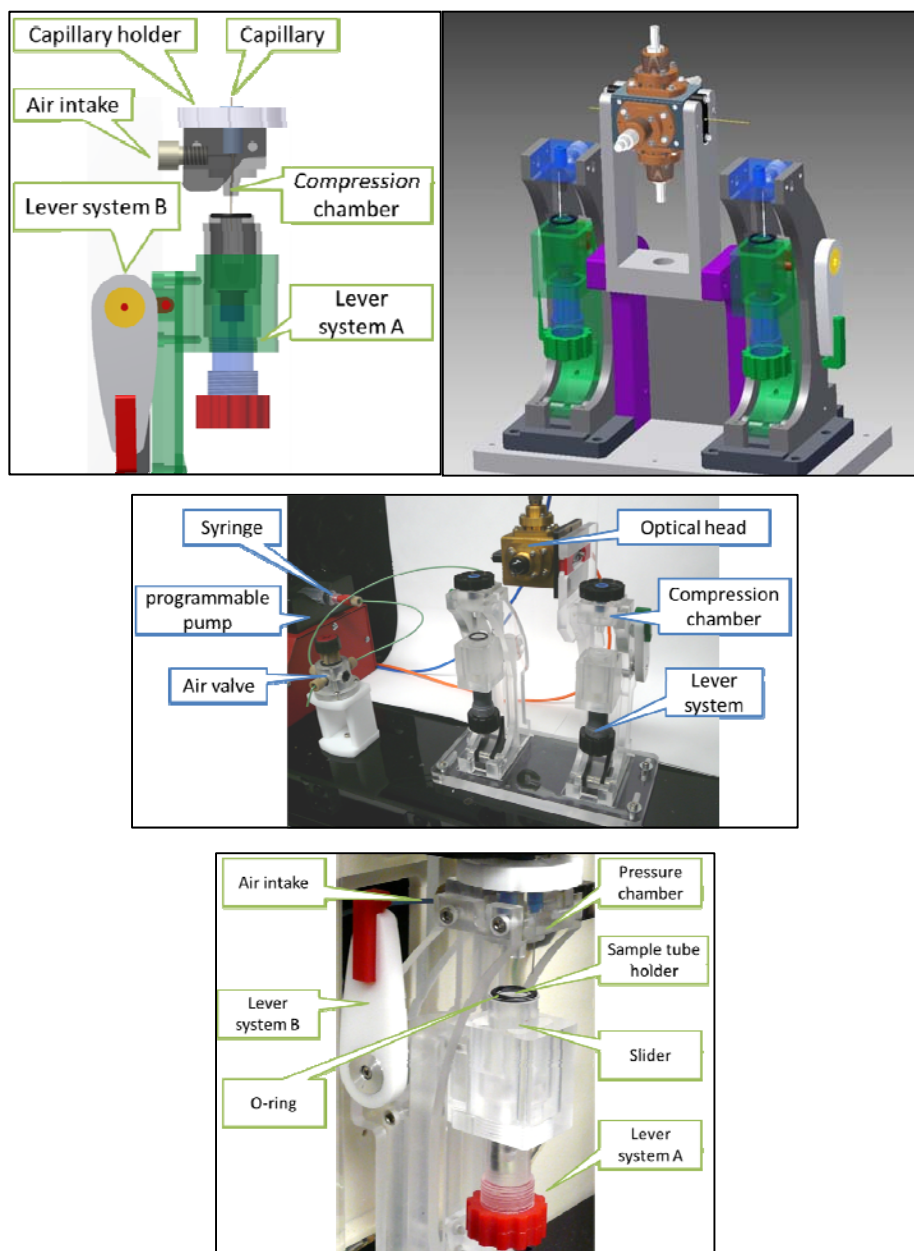 Capillary holder
Capillary
Air intake
Compression
chamber
Lever system B
Lever
system A
Syringe
Optical head
programmable
pump
Compression
chamber
Air valve
Lever
system
Air intake
Pressure
chamber
Sample tube
holder
Lever
system B
Slider
O-ring
Lever
system A